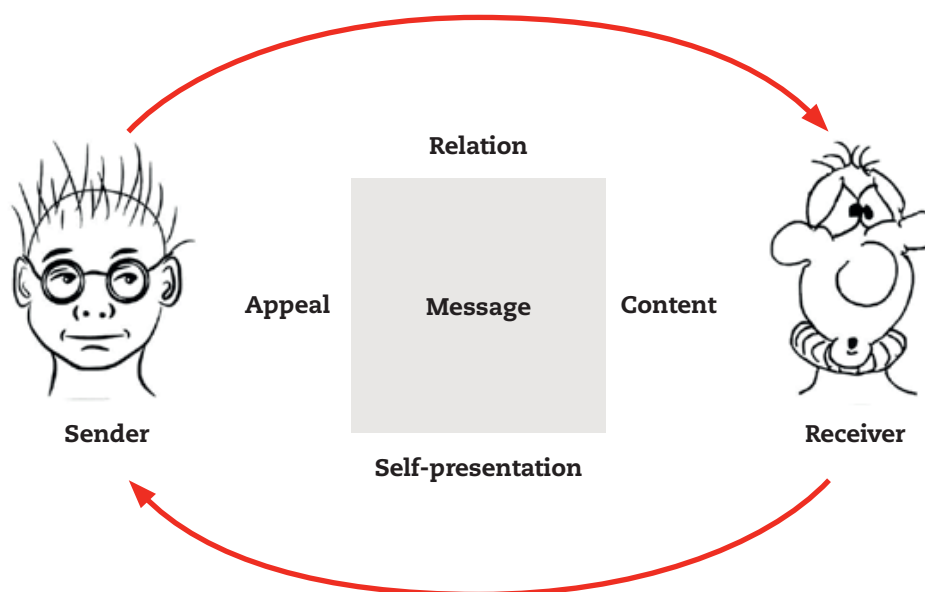 Relation
Appeal
Message
Content
Sender
Receiver
Self-presentation